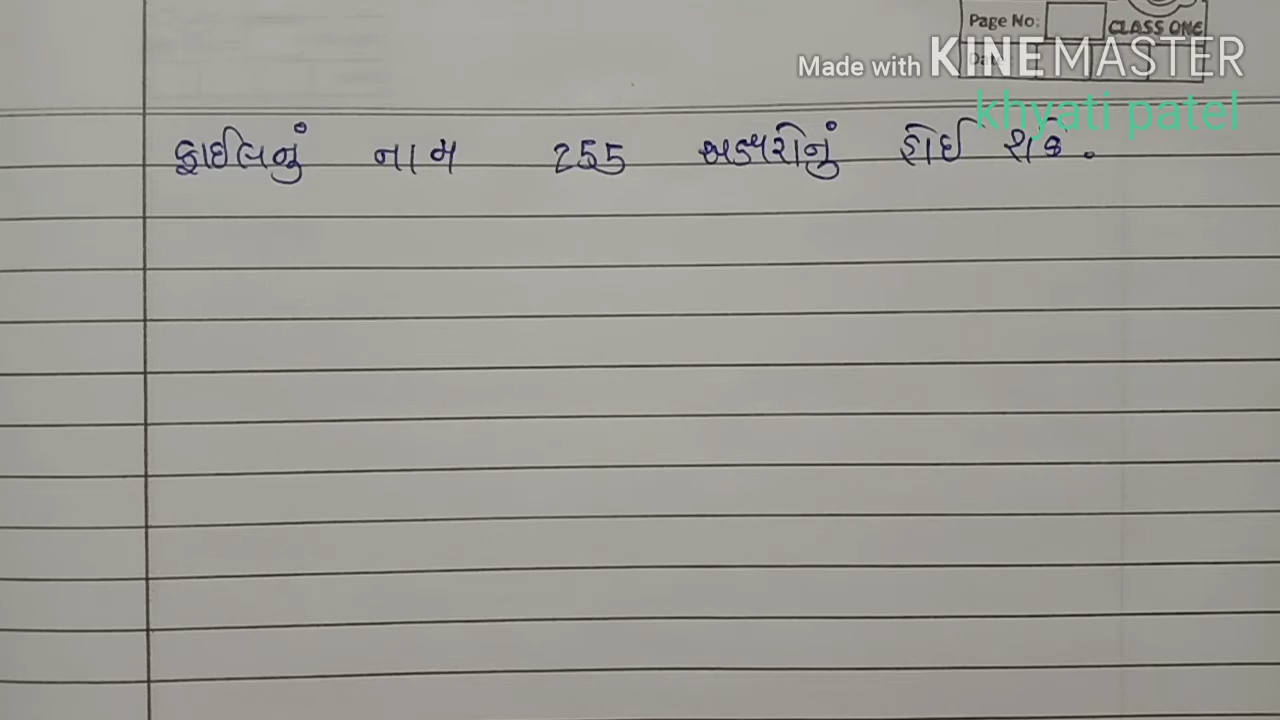 Page No:
CLASS ONE
Made with KINEMASTER
khyati patel
ફાઈલનું નામ 255 અક્ષરોનું હોઈ શક.